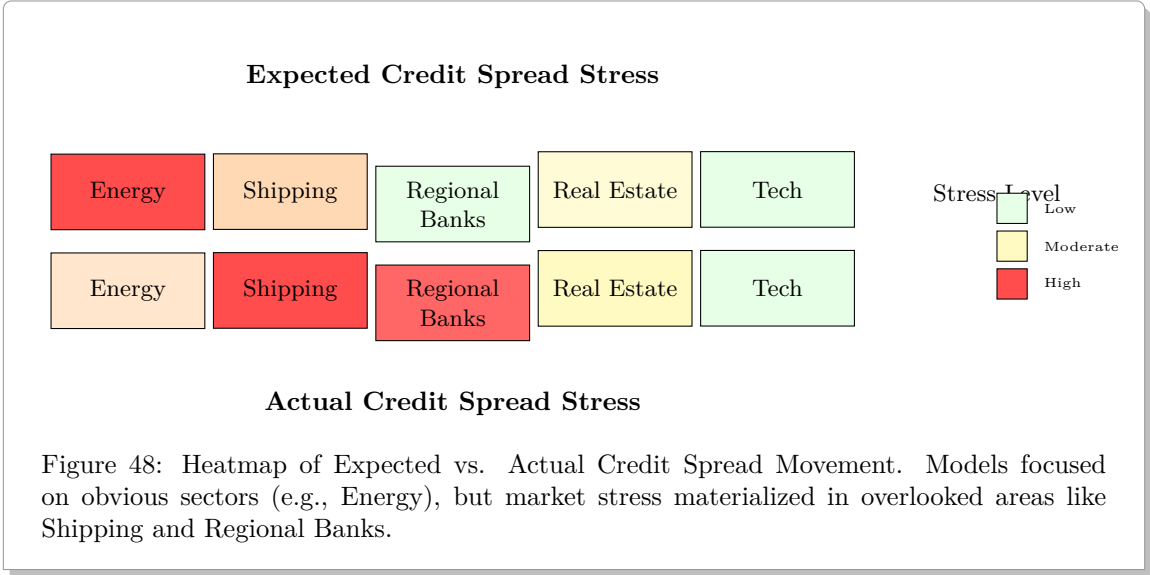 Expected Credit Spread Stress
Energy
Shipping
Regional
Banks
Real Estate
Tech
Energy
Shipping
Regional
Banks
Real Estate
Tech
Stress Level
Low
Moderate
High
Actual Credit Spread Stress
Figure 48: Heatmap of Expected vs. Actual Credit Spread Movement. Models focused
on obvious sectors (e.g., Energy), but market stress materialized in overlooked areas like
Shipping and Regional Banks.